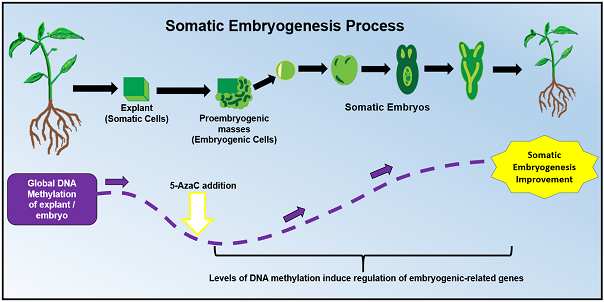 Somatic Embryogenesis Process
Explant
(Somatic Cells)
Proembryogenic
masses
(Embryogenic Cells)
Somatic Embryos
Global DNA
Methylation
of explant /
embryo
5-AzaC addition
Somatic
Embryogenesis
Improvement
Levels of DNA methylation induce regulation of embryogenic-related genes